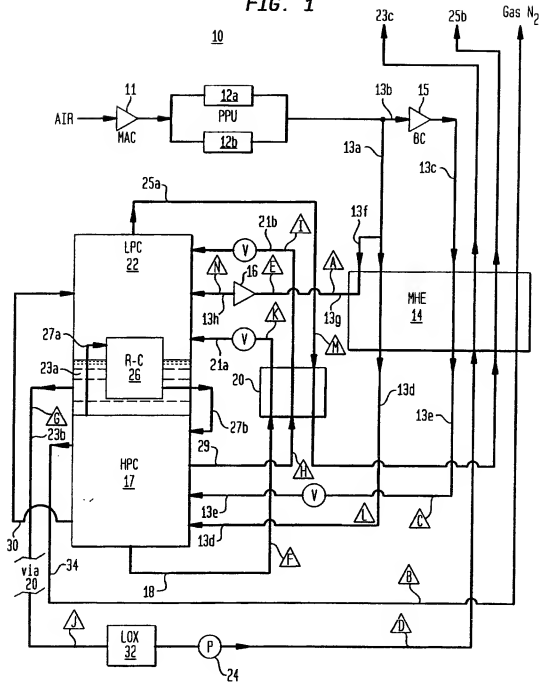 FIG. 1
10
23c
25b
Gas N2
11
AIR
MAC
12a
PPU
12b
13b
15
BC
13a
13c
25a
13f
LPC
22
21b
I
V
N
16
E
A
13h
13g
MHE
14
K
V
21a
M
27a
R-C
26
23a
20
13d
G
23b
27b
13e
HPC
17
29
H
13e
V
C
13d
L
30
via
20
34
18
F
B
J
LOX
32
P
24
D